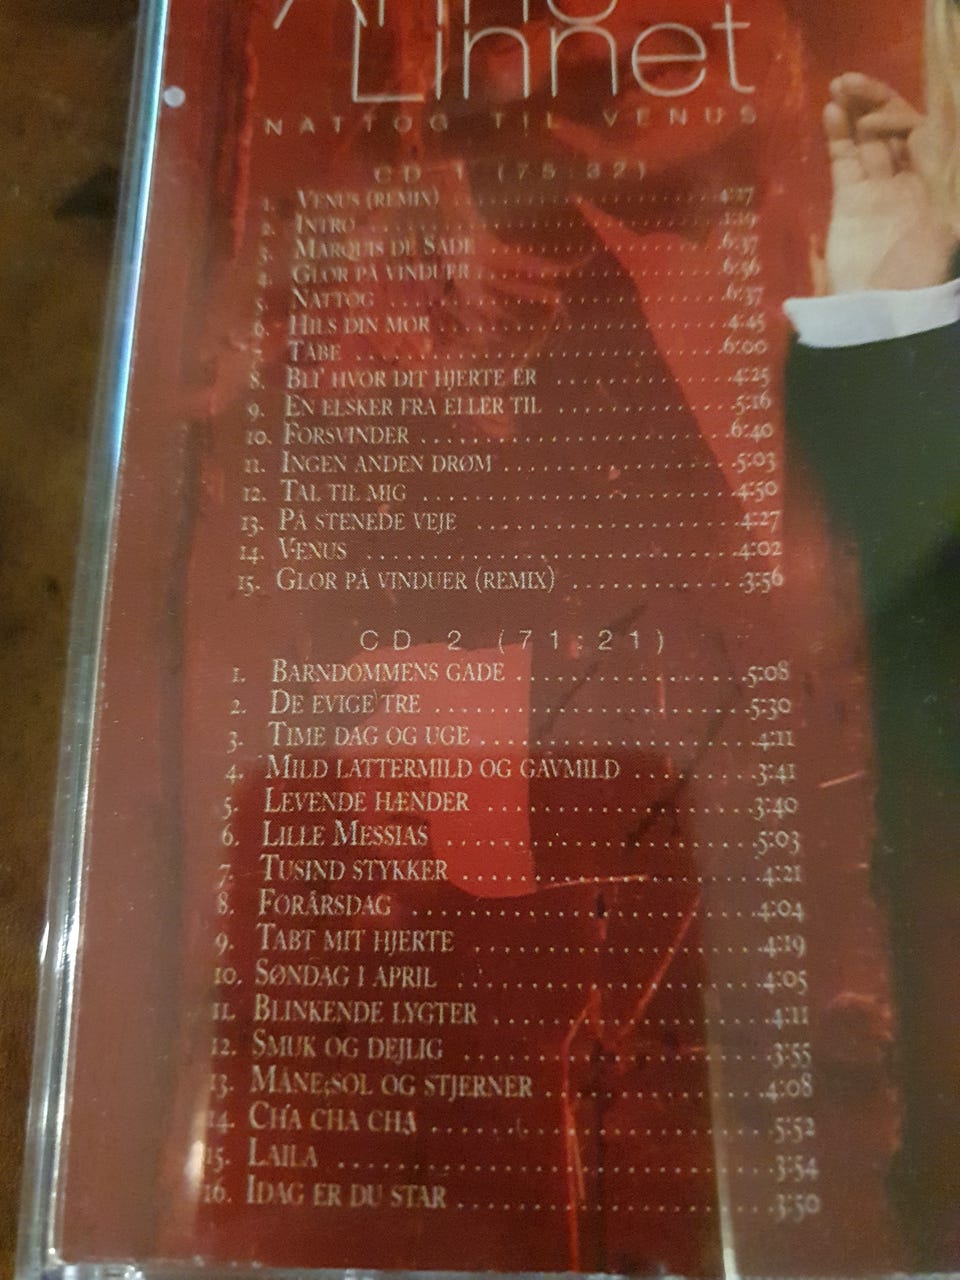 Anne
Linnet
NATTOG TIL VENUS
CD 1 (75:32)
1. VENUS (REMIX) 4:27
2. INTRO 1:19
3. MARQUIS DE SADE 6:37
4. GLOR PÅ VINDUER 6:56
5. NATTOG 6:37
6. HILS DIN MOR 4:45
7. TABE 6:00
8. BLI' HVOR DIT HJERTE ER 4:25
9. EN ELSKER FRA ELLER TIL 5:16
10. FORSVINDER 6:40
11. INGEN ANDEN DRØM 5:03
12. TAL TIL MIG 4:50
13. PÅ STENEDE VEJE 4:27
14. VENUS 4:02
15. GLOR PÅ VINDUER (REMIX) 3:56
CD 2 (71:21)
1. BARNDOMMENS GADE 5:08
2. DE EVIGE TRE 5:30
3. TIME DAG OG UGE 4:11
4. MILD LATTERMILD OG GAVMILD 3:41
5. LEVENDE HÆNDER 3:40
6. LILLE MESSIAS 5:03
7. TUSIND STYKKER 4:21
8. FORÅRSDAG 4:04
9. TABT MIT HJERTE 4:19
10. SØNDAG I APRIL 4:05
11. BLINKENDE LYGTER 4:11
12. SMUK OG DEJLIG 3:55
13. MÅNE, SOL OG STJERNER 4:08
14. CHA CHA CHA 5:52
15. LAILA 3:54
16. IDAG ER DU STAR 3:50